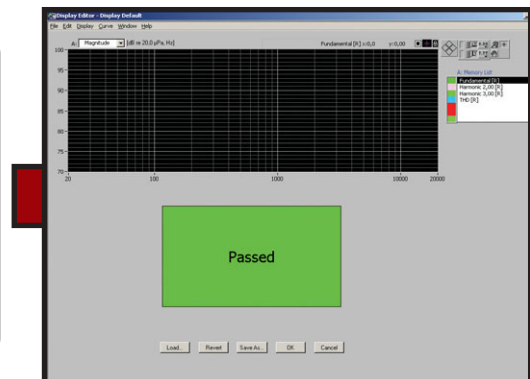 Display Editor - Display Default
File Edit Display Curve Window Help
A: Magnitude [dB re 20,0 µPa, Hz] Fundamental [R] x:0,0 y:0,00
100-
95-
90-
85-
80-
75-
70-
20 100 1000 10000 20000
A: Memory List
Fundamental [R]
Harmonic 2,00 [R]
Harmonic 3,00 [R]
THD [R]
Passed
Load... Revert Save As... OK Cancel